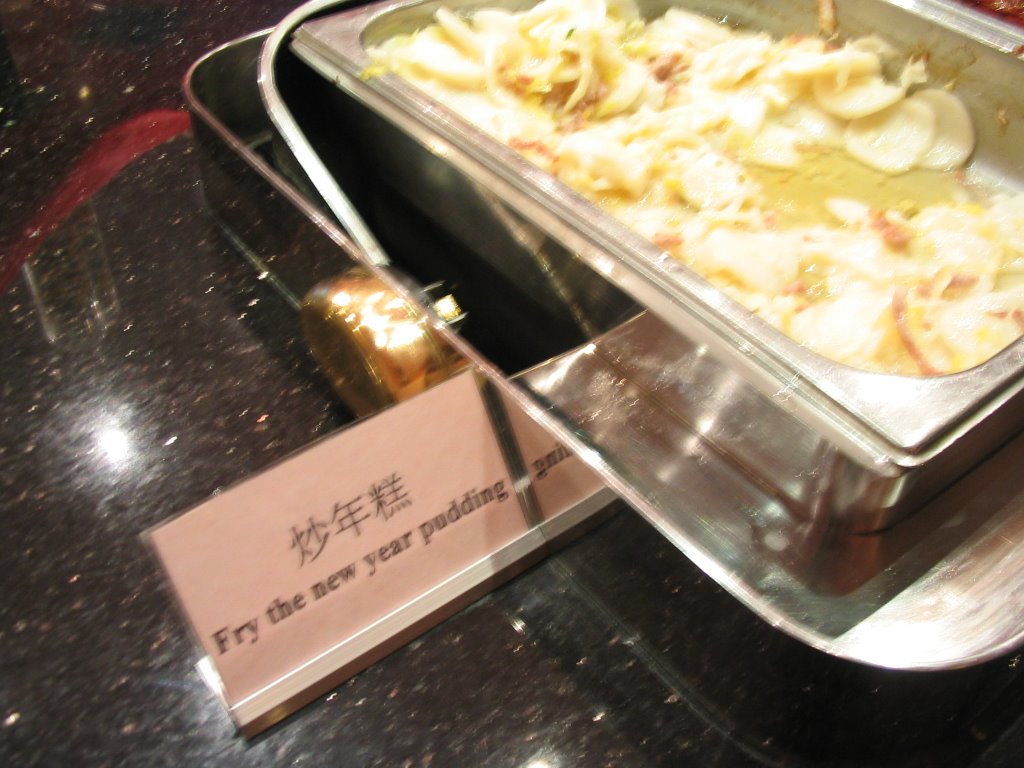 炒年糕
Fry the new year pudding